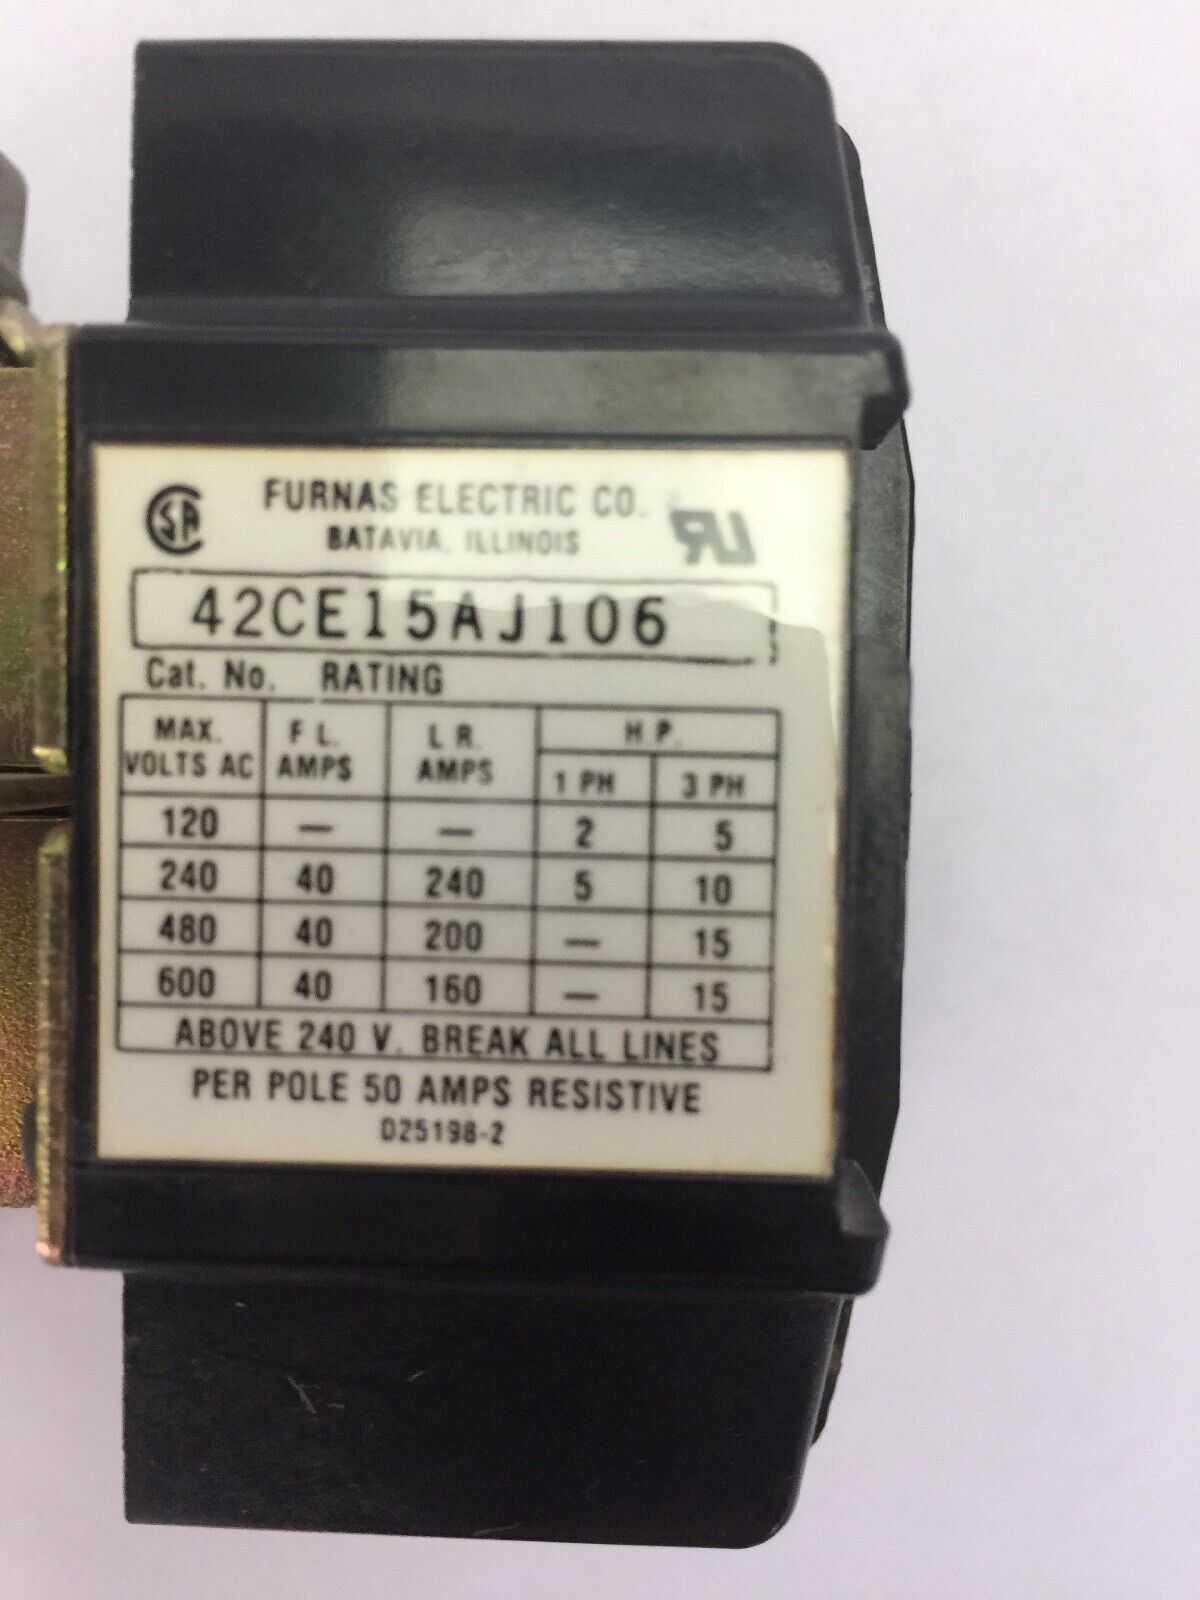 FURNAS ELECTRIC CO.
BATAVIA, ILLINOIS
42CE15AJ106
Cat. No. RATING
MAX. VOLTS AC F L. AMPS L R. AMPS H P.
1 PH 3 PH
120 — — 2 5
240 40 240 5 10
480 40 200 — 15
600 40 160 — 15
ABOVE 240 V. BREAK ALL LINES
PER POLE 50 AMPS RESISTIVE
D25198-2